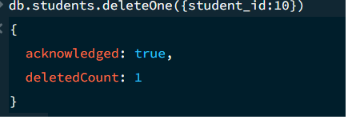 db.students.deleteOne({student_id:10})
{
acknowledged: true,
deletedCount: 1
}